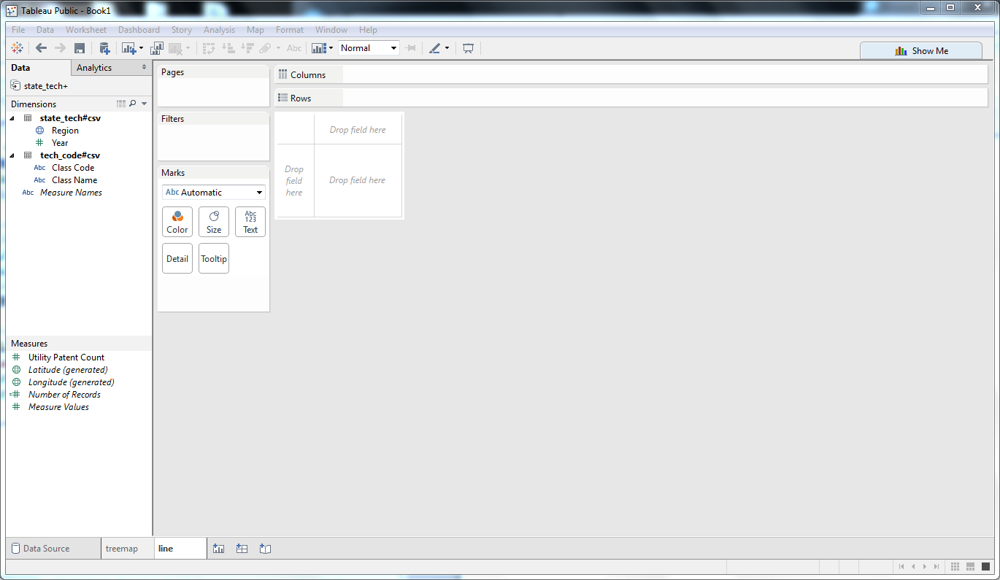 Tableau Public - Book1
File Data Worksheet Dashboard Story Analysis Map Format Window Help
Abc Normal
Show Me
Data Analytics
state_tech+
Dimensions
state_tech#csv
Region
Year
tech_code#csv
Abc Class Code
Abc Class Name
Abc Measure Names
Measures
Utility Patent Count
Latitude (generated)
Longitude (generated)
Number of Records
Measure Values
Pages
Filters
Marks
Abc Automatic
Color Size Abc 123 Text
Detail Tooltip
Columns
Rows
Drop field here
Drop
field
here
Drop field here
Data Source treemap line